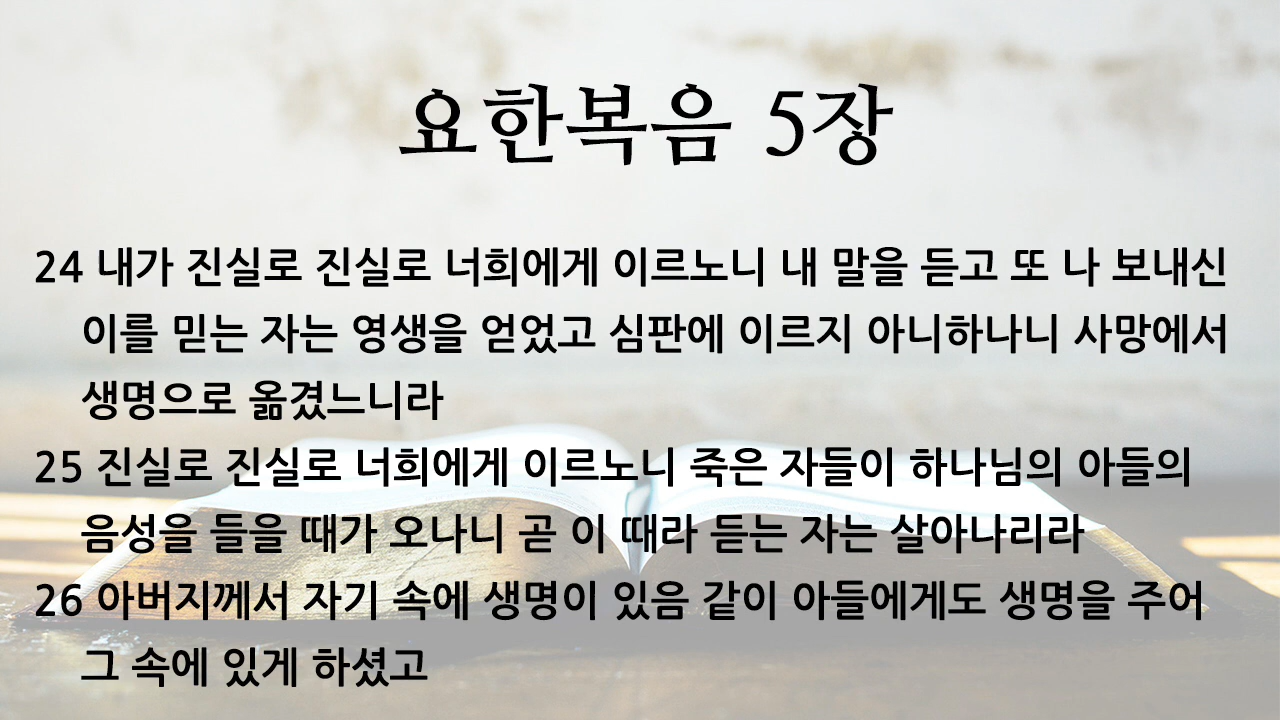 요한복음 5장
24 내가 진실로 진실로 너희에게 이르노니 내 말을 듣고 또 나 보내신
이를 믿는 자는 영생을 얻었고 심판에 이르지 아니하나니 사망에서
생명으로 옮겼느니라
25 진실로 진실로 너희에게 이르노니 죽은 자들이 하나님의 아들의
음성을 들을 때가 오나니 곧 이 때라 듣는 자는 살아나리라
26 아버지께서 자기 속에 생명이 있음 같이 아들에게도 생명을 주어
그 속에 있게 하셨고